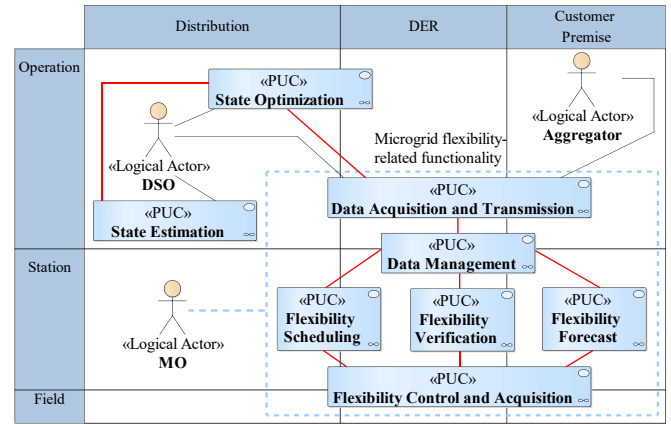 Distribution
DER
Customer
Premise
Operation
«PUC»
State Optimization
«Logical Actor»
Aggregator
Microgrid flexibility-
related functionality
«Logical Actor»
DSO
«PUC»
Data Acquisition and Transmission
«PUC»
State Estimation
Station
«PUC»
Data Management
«Logical Actor»
MO
«PUC»
Flexibility
Scheduling
«PUC»
Flexibility
Verification
«PUC»
Flexibility
Forecast
«PUC»
Flexibility Control and Acquisition
Field